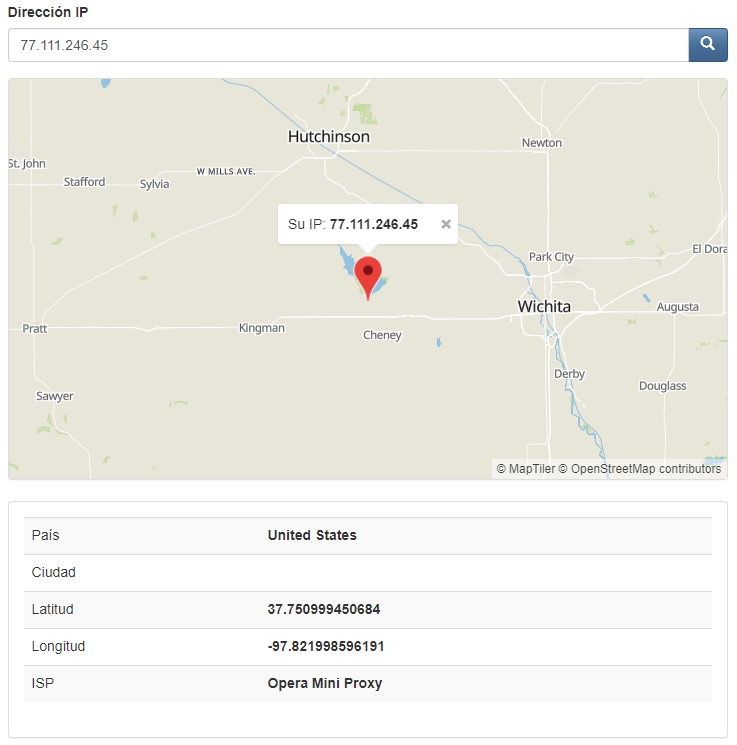 Dirección IP
77.111.246.45
Hutchinson
Newton
St. John
W MILLS AVE.
Stafford
Sylvia
Su IP: 77.111.246.45 ×
El Dora
Park City
Wichita
Augusta
Pratt
Kingman
Cheney
Derby
Douglass
Sawyer
© MapTiler © OpenStreetMap contributors
País United States
Ciudad
Latitud 37.750999450684
Longitud -97.821998596191
ISP Opera Mini Proxy